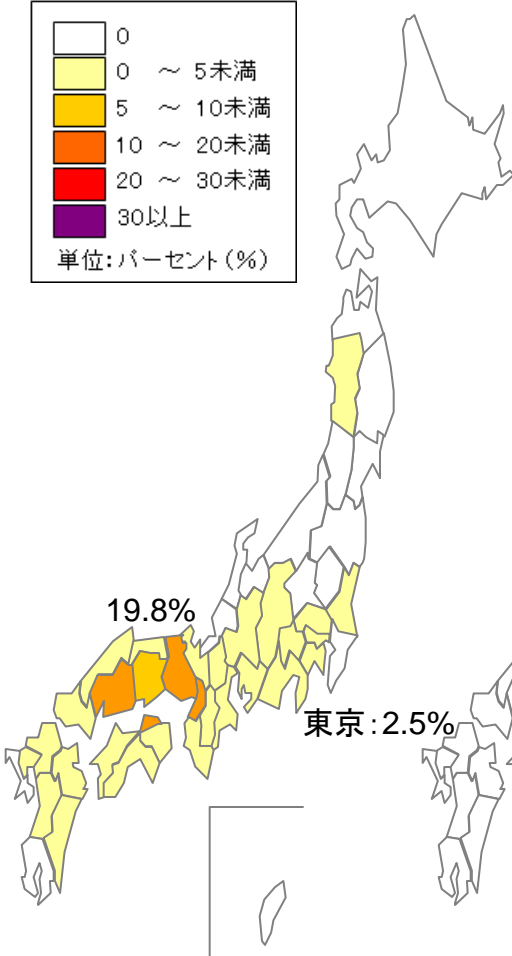 0
0 ～ 5未満
5 ～ 10未満
10 ～ 20未満
20 ～ 30未満
30以上
単位:パーセント(%)
19.8%
東京:2.5%